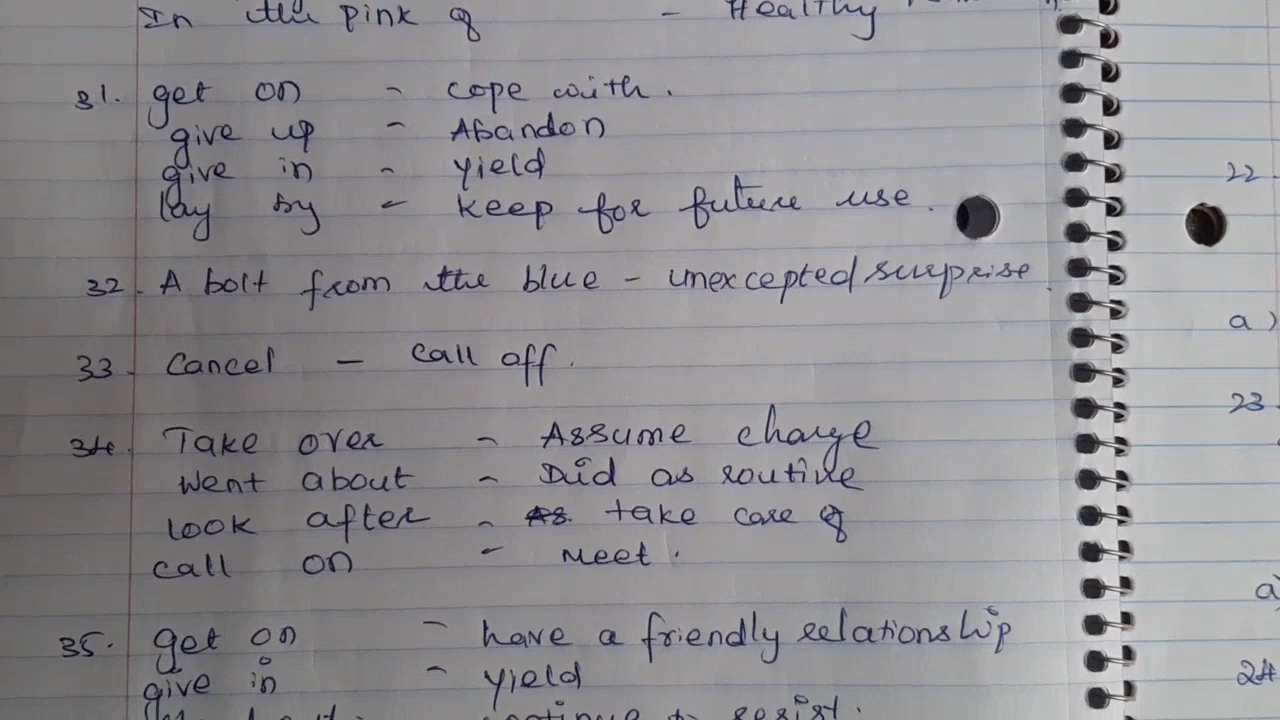 In the pink of - Healthy
31. get on - cope with.
give up - Abandon
give in - yield
lay by - keep for future use.
32. A bolt from the blue - unexcepted surprise.
33. Cancel - Call off.
34. Take over - Assume charge
Went about - Did as routine
look after - take care of
call on - Meet.
35. get on - have a friendly relationship
give in - yield
continue to resist.
22.
a)
23.
a)
24